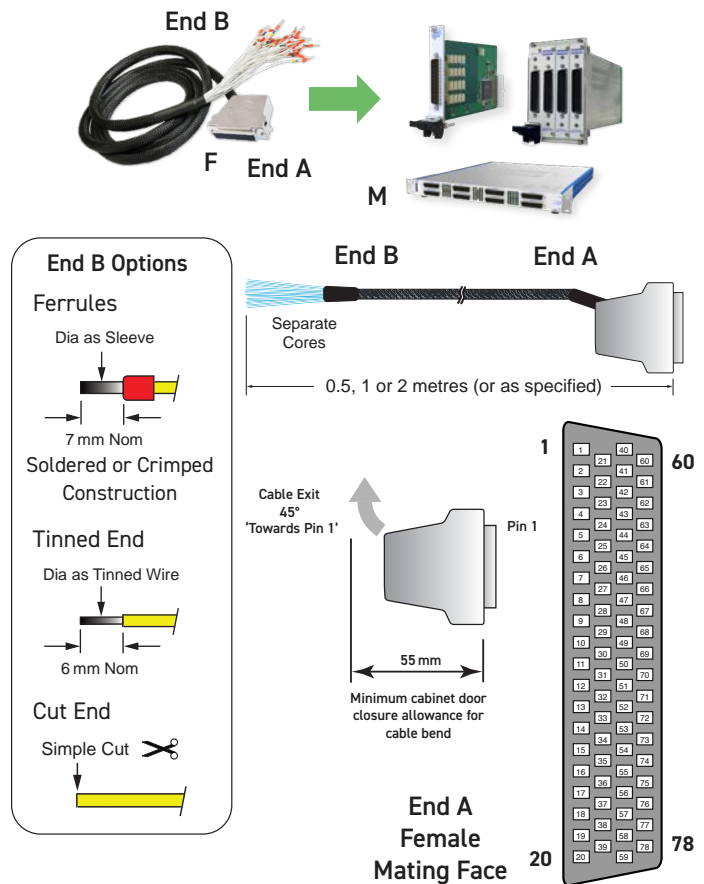 End B
F
End A
M
End B Options
Ferrules
Dia as Sleeve
7 mm Nom
Soldered or Crimped
Construction
Tinned End
Dia as Tinned Wire
6 mm Nom
Cut End
Simple Cut
End B
End A
Separate
Cores
0.5, 1 or 2 metres (or as specified)
Cable Exit
45°
'Towards Pin 1'
Pin 1
55 mm
Minimum cabinet door
closure allowance for
cable bend
End A
Female
Mating Face
1
60
20
78
1 40
21 60
2 41
22 61
3 42
23 62
4 43
24 63
5 44
25 64
6 45
26 65
7 46
27 66
8 47
28 67
9 48
29 68
10 49
30 69
11 50
31 70
12 51
32 71
13 52
33 72
14 53
34 73
15 54
35 74
16 55
36 75
17 56
37 76
18 57
38 77
19 58
39 78
20 59